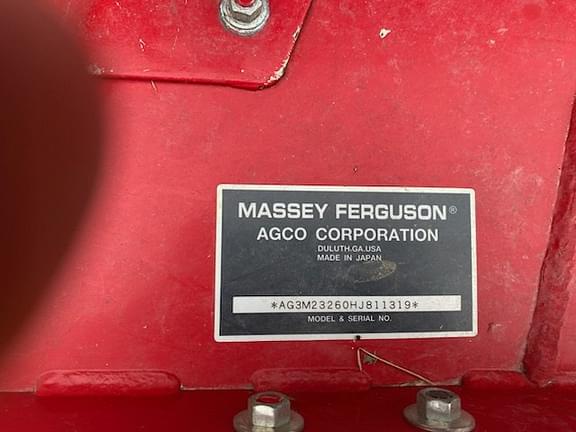 MASSEY FERGUSON®
AGCO CORPORATION
DULUTH.GA.USA
MADE IN JAPAN
*AG3M23260HJ811319*
MODEL & SERIAL NO.